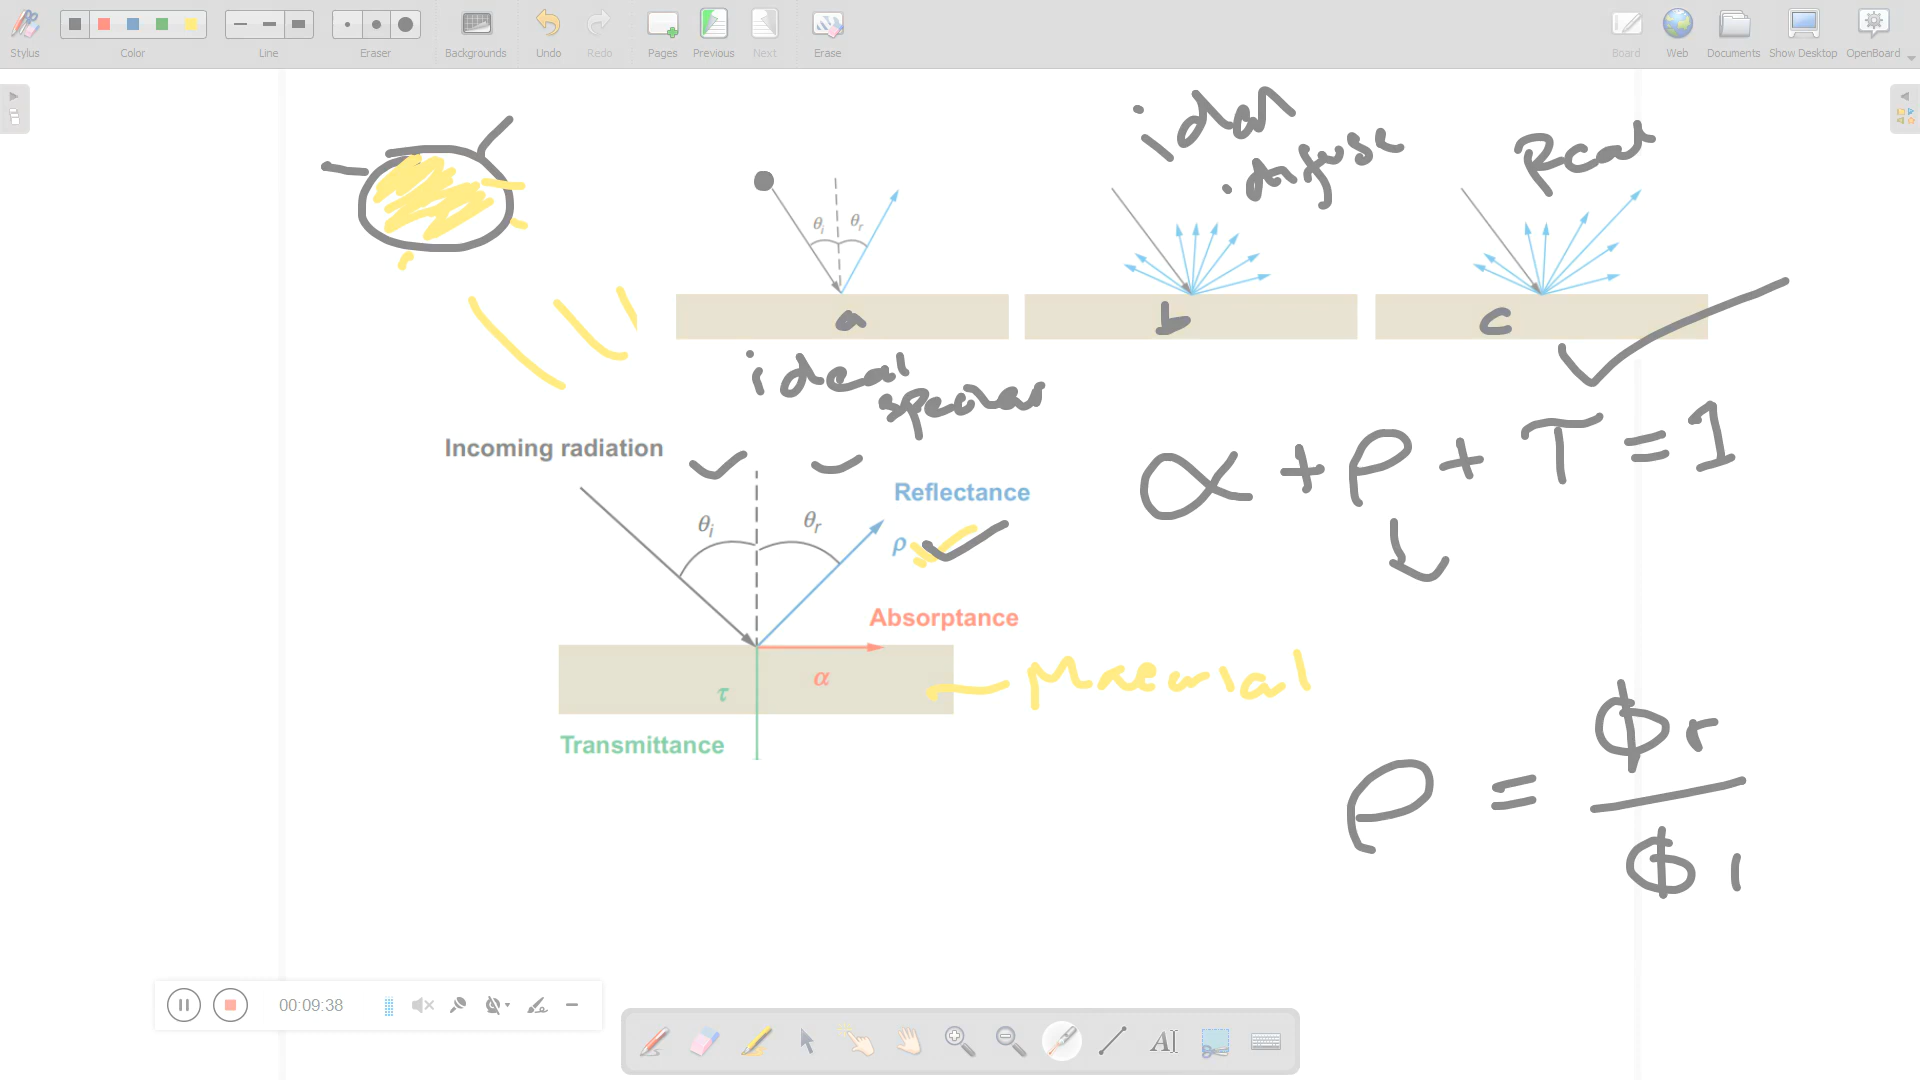 Stylus Color Line Eraser Backgrounds Undo Redo Pages Previous Next Erase Board Web Documents Show Desktop OpenBoard
ideal
diffuse
Real
θi θr
a b c
ideal
specular
α + ρ + τ = 1
Incoming radiation
Reflectance
θi θr
ρ
Absorptance
α
τ
Material
Transmittance
ρ = ϕr / ϕi
00:09:38
AI